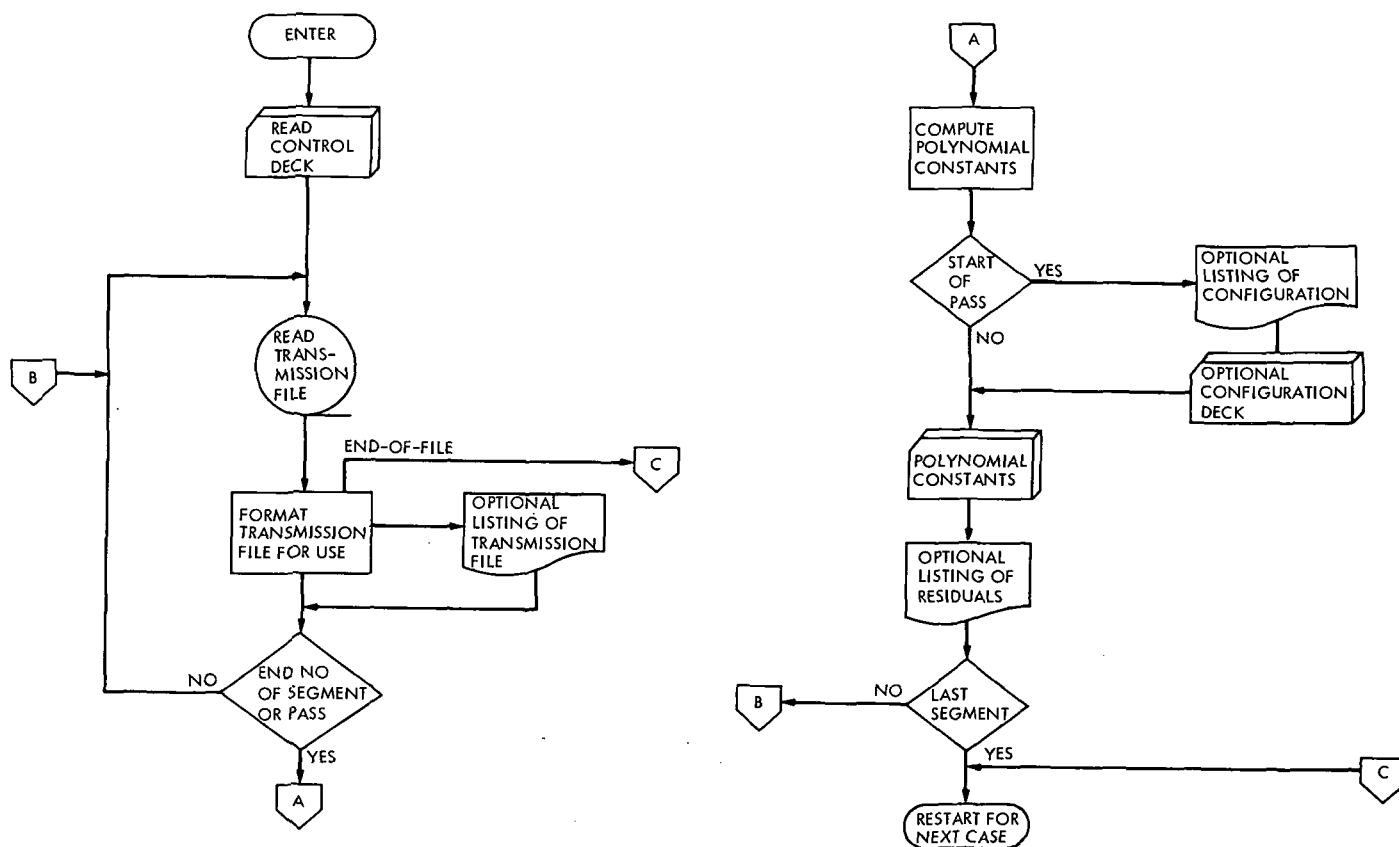 ENTER
READ
CONTROL
DECK
READ
TRANS-
MISSION
FILE
B
END-OF-FILE
C
FORMAT
TRANSMISSION
FILE FOR USE
OPTIONAL
LISTING OF
TRANSMISSION
FILE
NO
END NO
OF SEGMENT
OR PASS
YES
A
A
COMPUTE
POLYNOMIAL
CONSTANTS
START
OF
PASS
YES
OPTIONAL
LISTING OF
CONFIGURATION
NO
OPTIONAL
CONFIGURATION
DECK
POLYNOMIAL
CONSTANTS
OPTIONAL
LISTING OF
RESIDUALS
B
NO
LAST
SEGMENT
YES
C
RESTART FOR
NEXT CASE